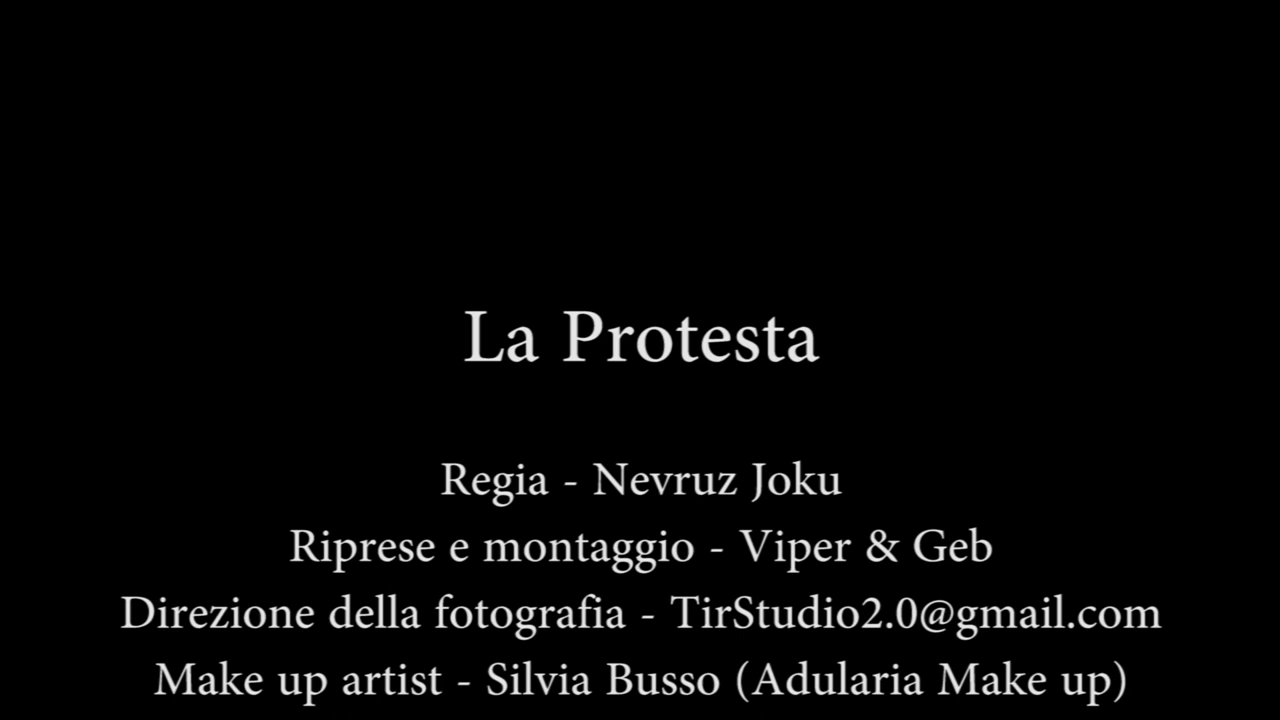 La Protesta
Regia - Nevruz Joku
Riprese e montaggio - Viper & Geb
Direzione della fotografia - TirStudio2.0@gmail.com
Make up artist - Silvia Busso (Adularia Make up)